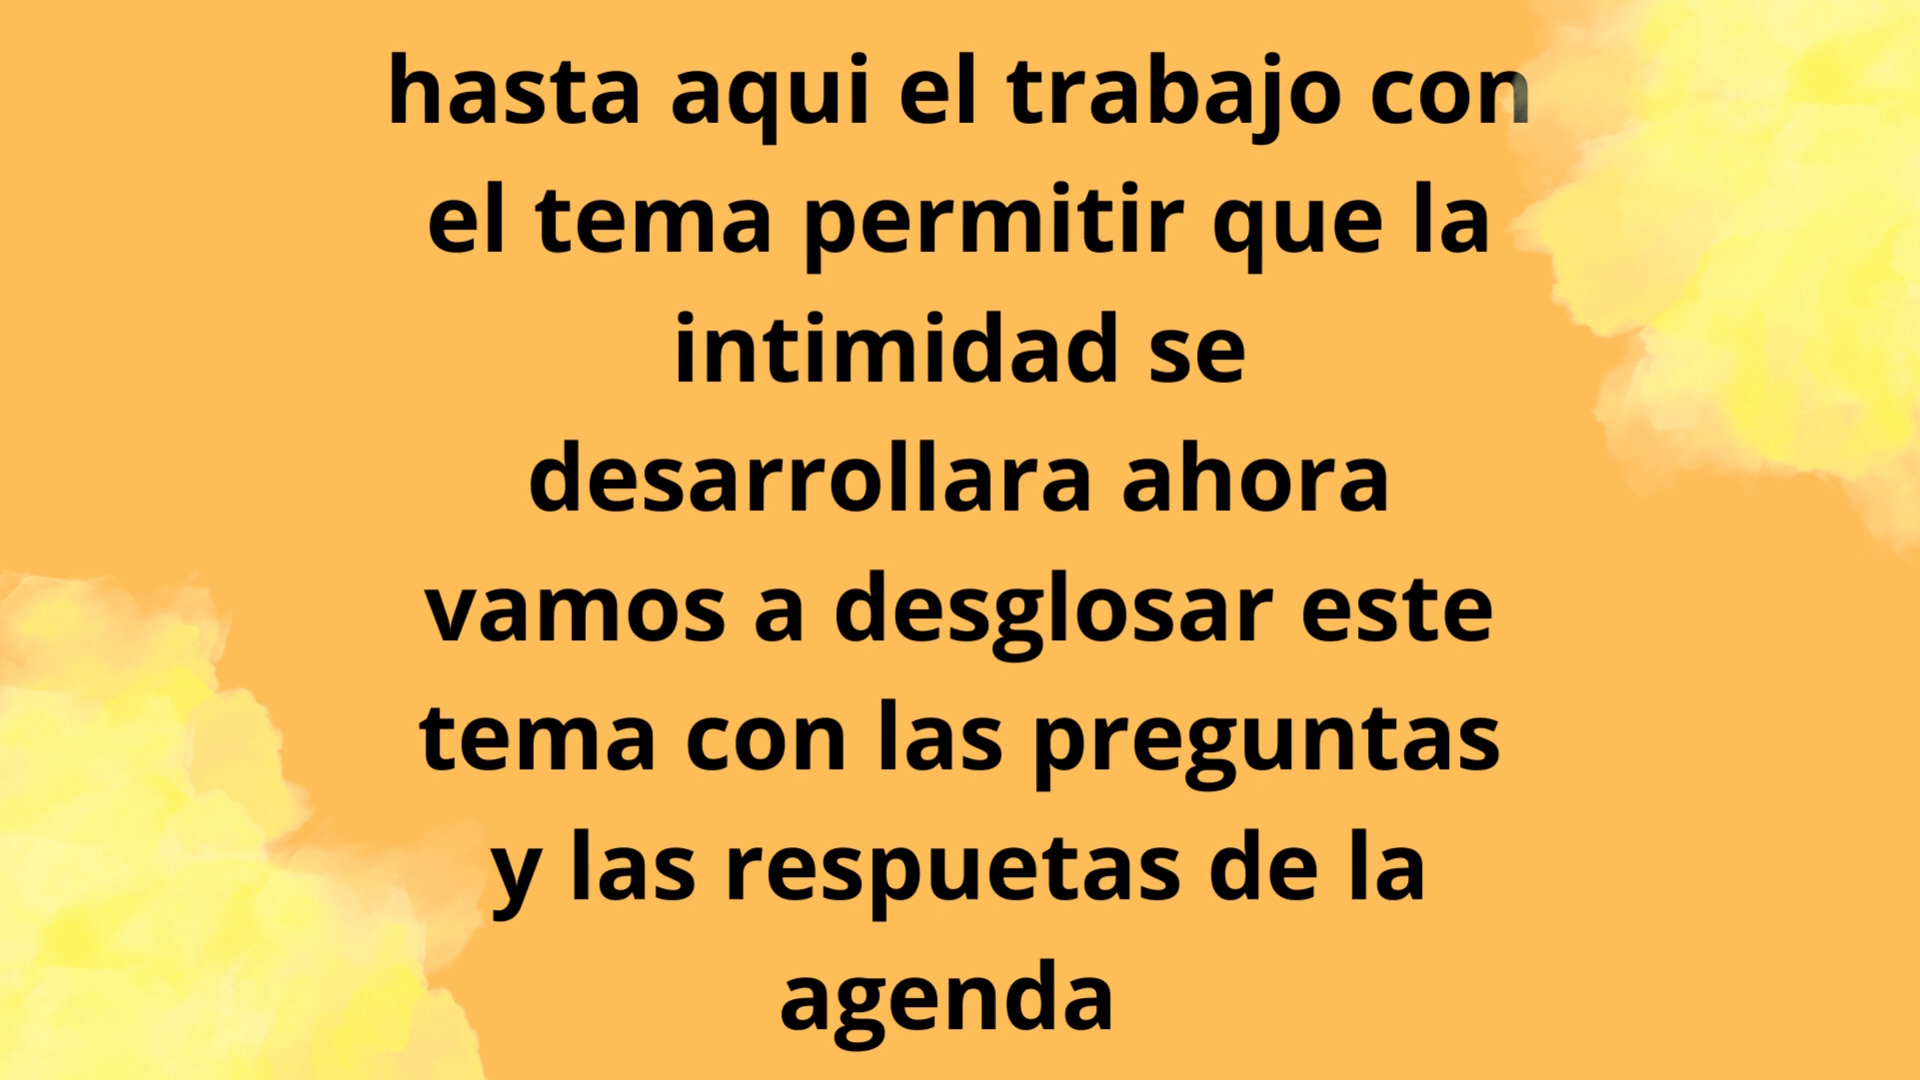 hasta aqui el trabajo con
el tema permitir que la
intimidad se
desarrollara ahora
vamos a desglosar este
tema con las preguntas
y las respuetas de la
agenda